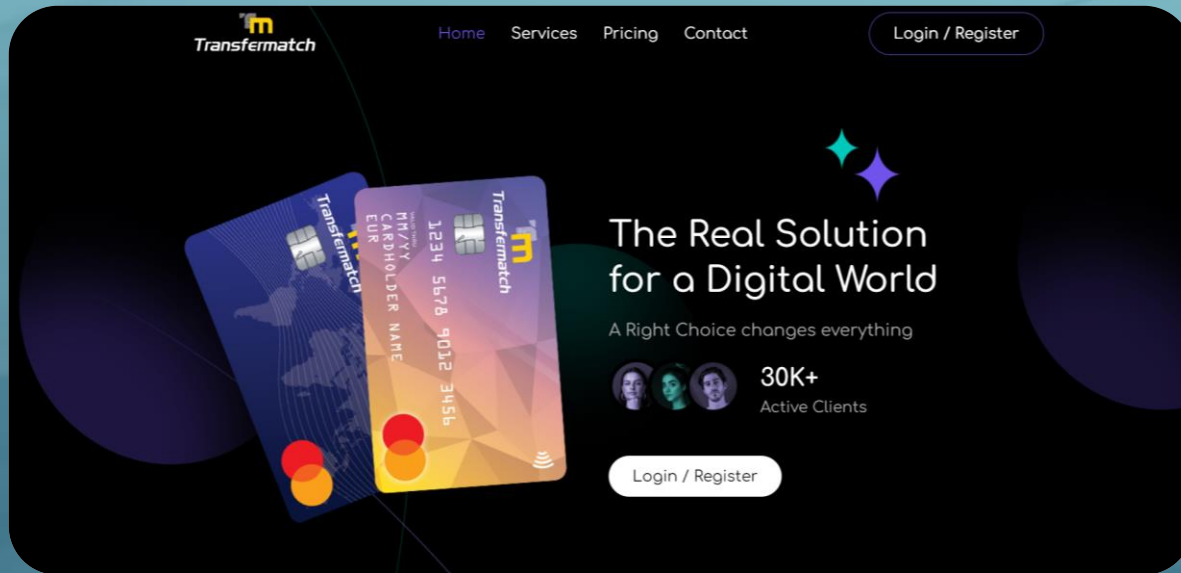 Transfermatch
Home Services Pricing Contact
Login / Register
The Real Solution
for a Digital World
A Right Choice changes everything
30K+
Active Clients
Login / Register
Transfermatch
Transfermatch
1234 5678 9012 3456
MM/YY
CARDHOLDER NAME
EUR